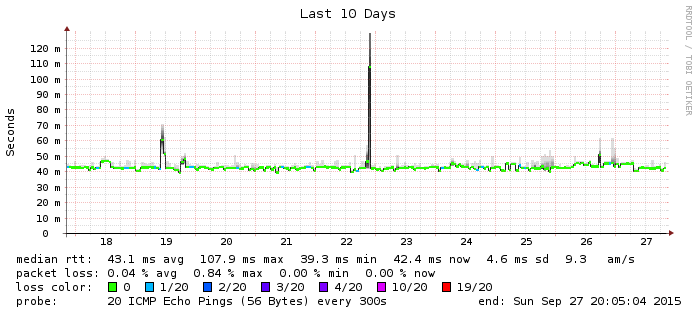 Last 10 Days
RRDTOOL / TOBI OETIKER
Seconds
120 m
110 m
100 m
90 m
80 m
70 m
60 m
50 m
40 m
30 m
20 m
10 m
0 m
18 19 20 21 22 23 24 25 26 27
median rtt: 43.1 ms avg 107.9 ms max 39.3 ms min 42.4 ms now 4.6 ms sd 9.3 am/s
packet loss: 0.04 % avg 0.84 % max 0.00 % min 0.00 % now
loss color: 0 1/20 2/20 3/20 4/20 10/20 19/20
probe: 20 ICMP Echo Pings (56 Bytes) every 300s end: Sun Sep 27 20:05:04 2015